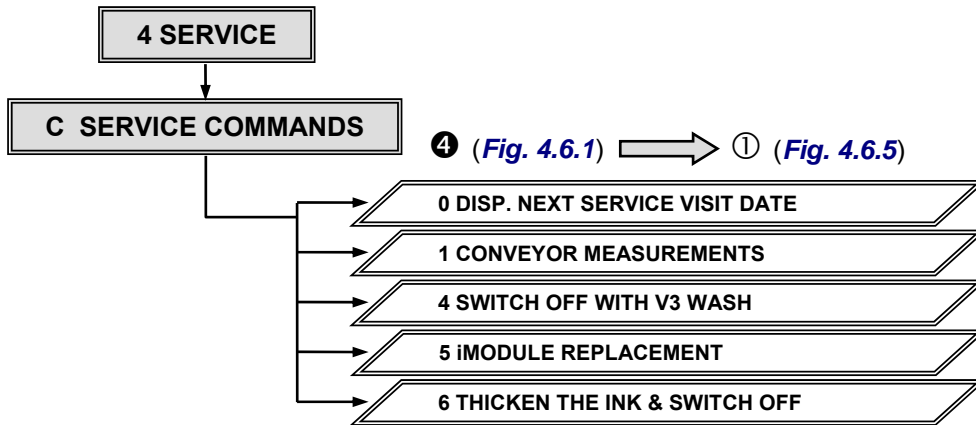 4 SERVICE
C SERVICE COMMANDS
❹ (Fig. 4.6.1) ① (Fig. 4.6.5)
0 DISP. NEXT SERVICE VISIT DATE
1 CONVEYOR MEASUREMENTS
4 SWITCH OFF WITH V3 WASH
5 iMODULE REPLACEMENT
6 THICKEN THE INK & SWITCH OFF